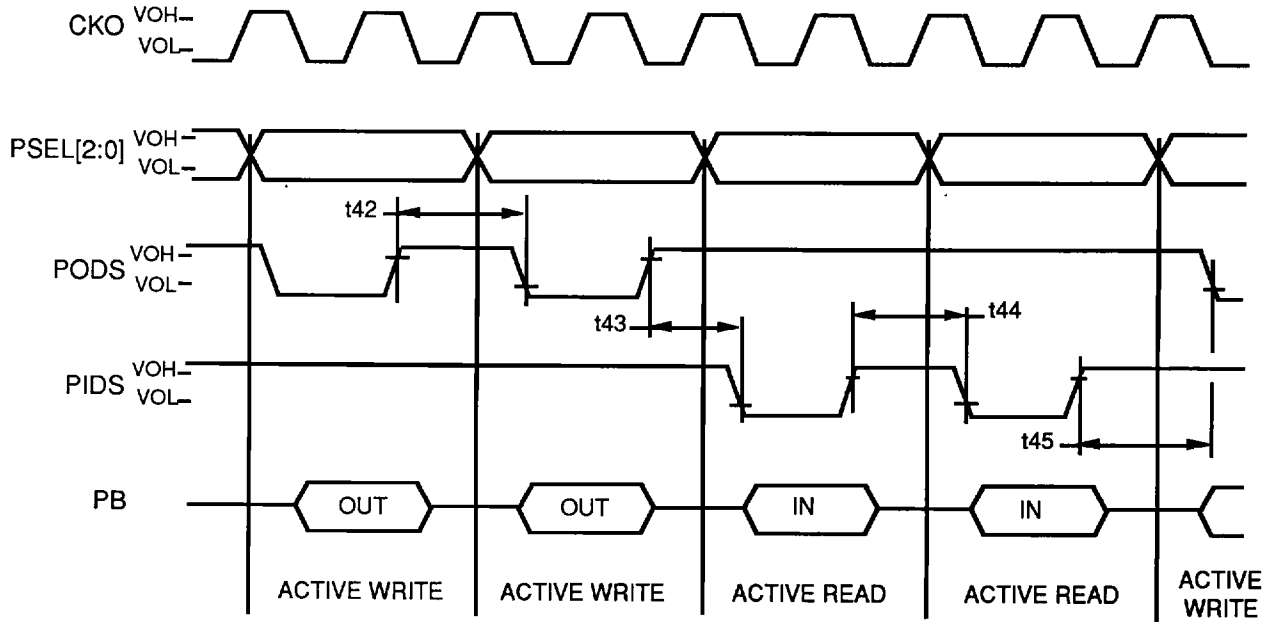 CKO VOH
VOL
PSEL[2:0] VOH
VOL
t42
PODS VOH
VOL
t43
t44
PIDS VOH
VOL
t45
PB OUT OUT IN IN
ACTIVE WRITE ACTIVE WRITE ACTIVE READ ACTIVE READ ACTIVE
WRITE